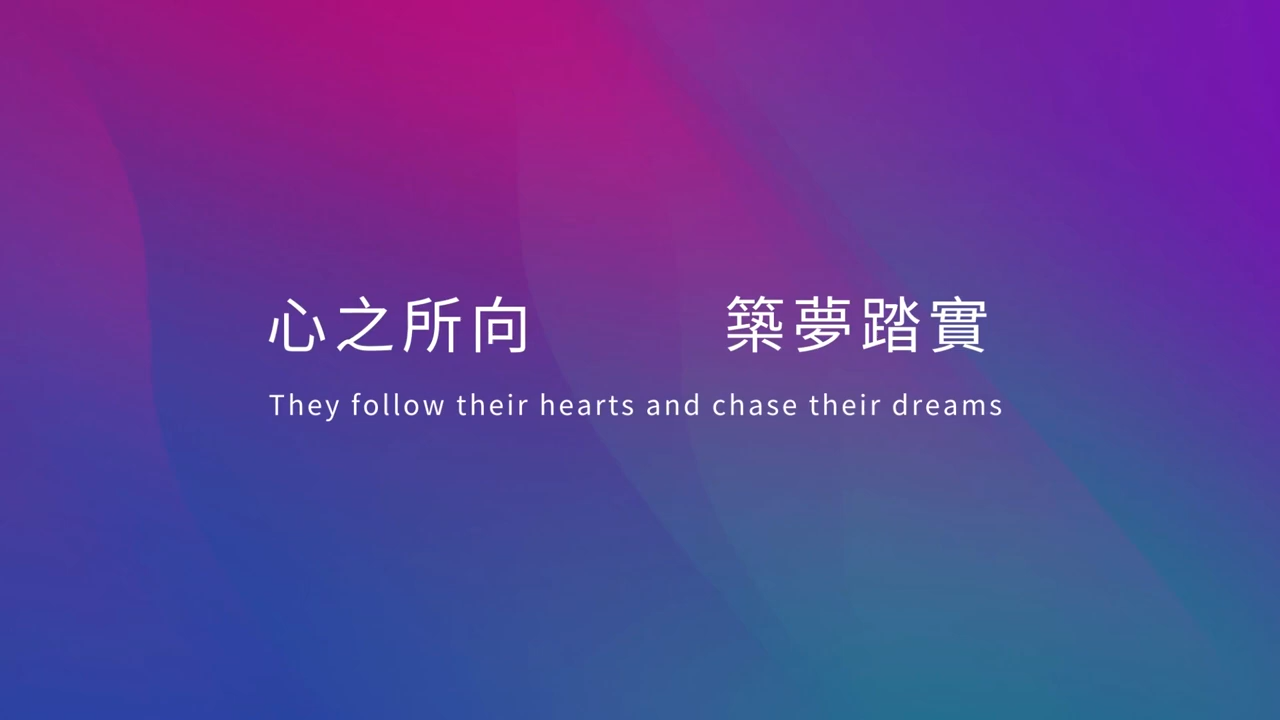 心之所向 築夢踏實
They follow their hearts and chase their dreams